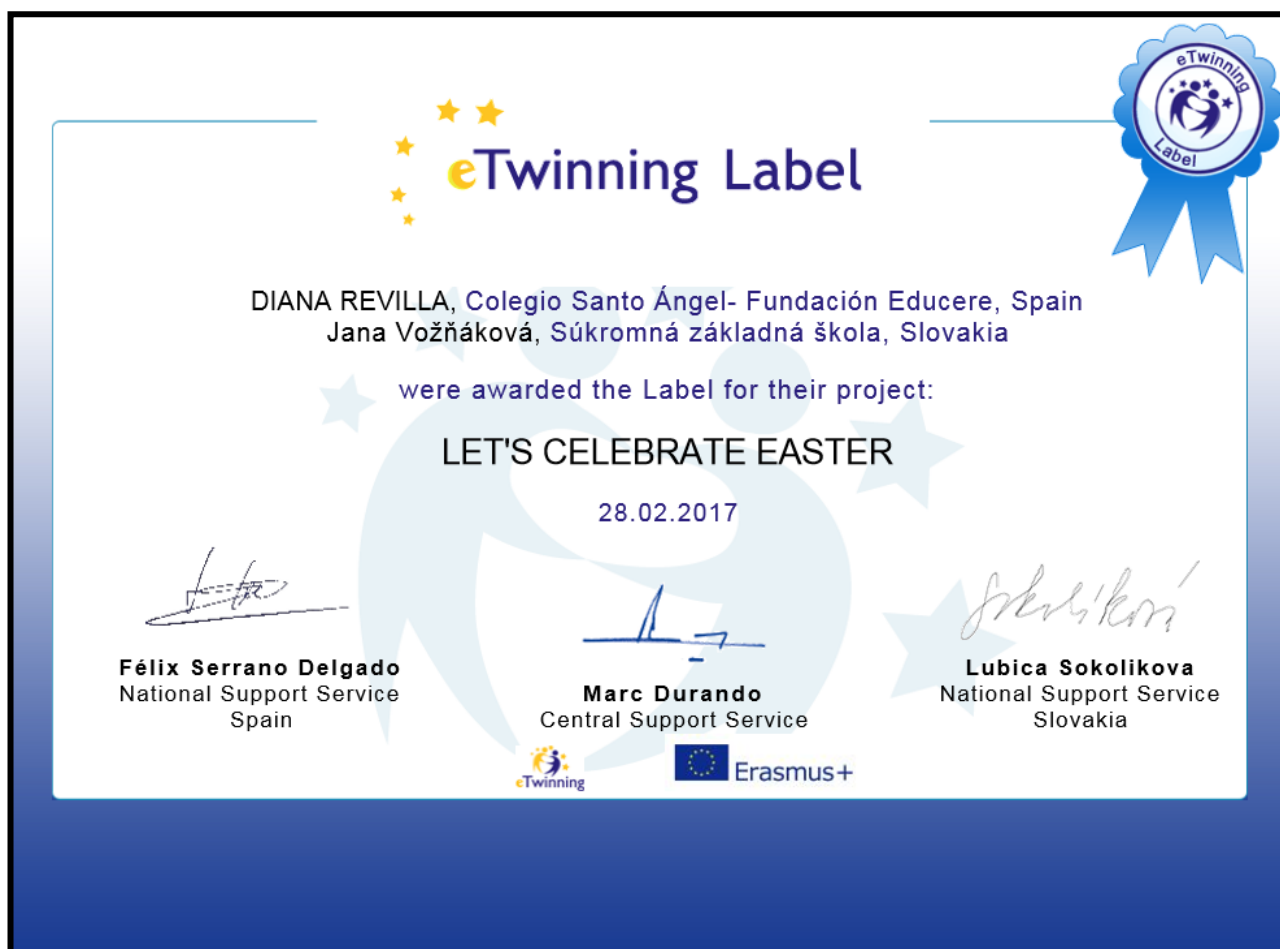 eTwinning
Label
eTwinning Label
DIANA REVILLA, Colegio Santo Ángel- Fundación Educere, Spain
Jana Vožňáková, Súkromná základná škola, Slovakia
were awarded the Label for their project:
LET'S CELEBRATE EASTER
28.02.2017
Sokolíková
Félix Serrano Delgado
National Support Service
Spain
Marc Durando
Central Support Service
Lubica Sokolikova
National Support Service
Slovakia
eTwinning
Erasmus+